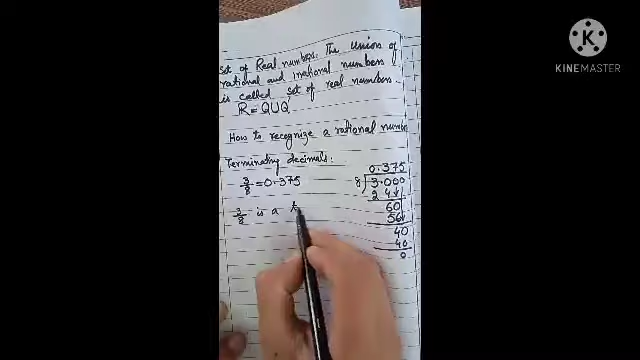 Set of Real numbers. The Union of
rational and irrational numbers
is called set of real numbers.
R = QUQ'
How to recognize a rational number
Terminating decimals:
3/8 = 0.375
0.375
8)3.000
2 4
60
56
40
40
0
3/8 is a t
K
KINEMASTER